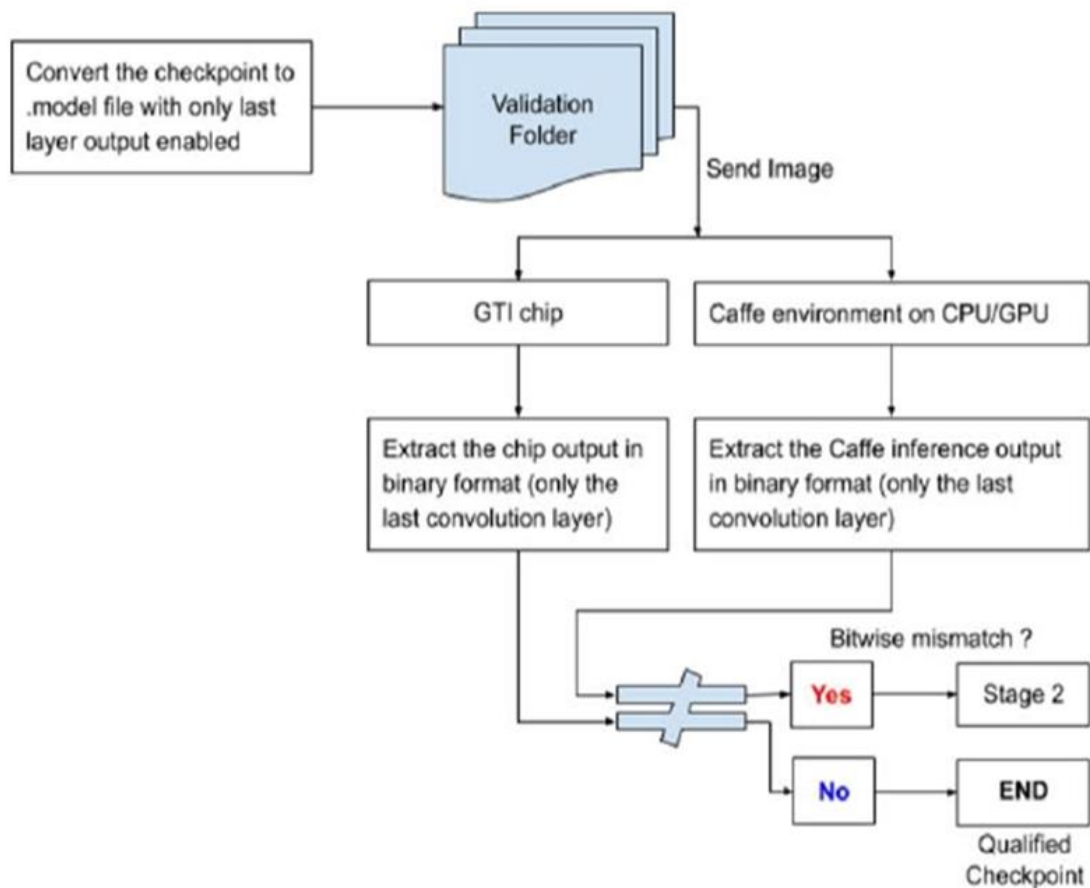 Convert the checkpoint to
.model file with only last
layer output enabled
Validation
Folder
Send Image
GTI chip
Caffe environment on CPU/GPU
Extract the chip output in
binary format (only the
last convolution layer)
Extract the Caffe inference output
in binary format (only the last
convolution layer)
Bitwise mismatch ?
Yes
Stage 2
No
END
Qualified
Checkpoint